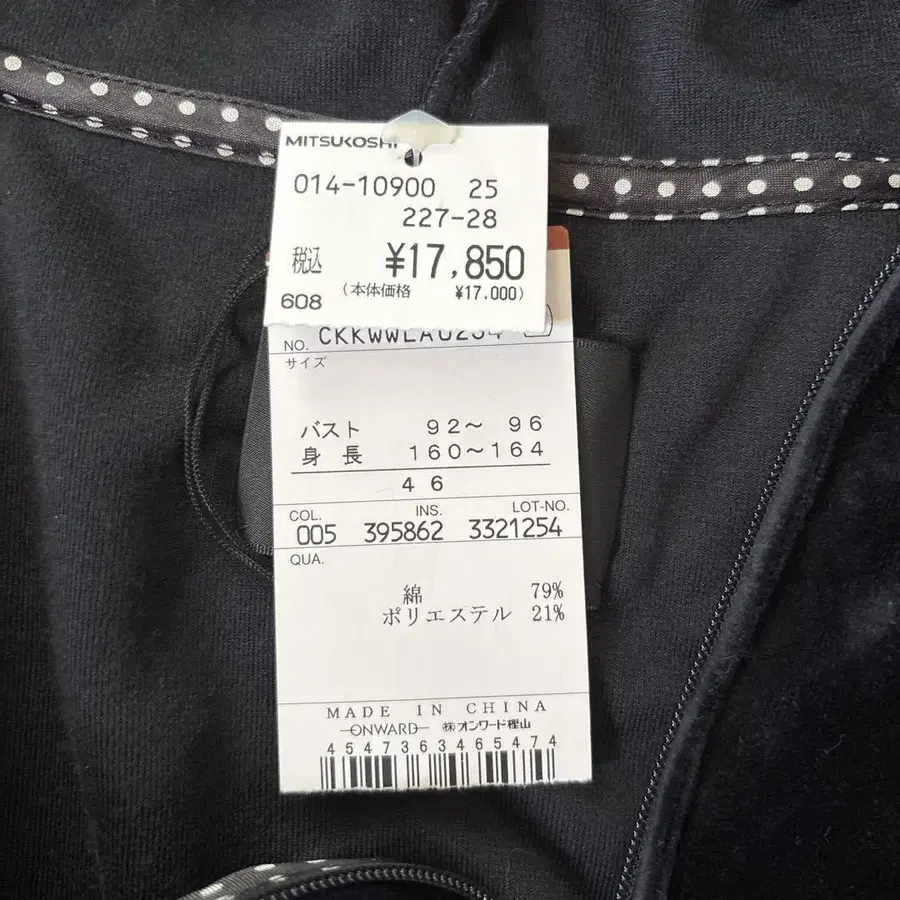 MITSUKOSHI
014-10900 25
227-28
税込 ¥17,850
608 (本体価格 ¥17.000)
NO.
サイズ
バスト 92～ 96
身 長 160～164
46
COL. INS. LOT-NO.
005 395862 3321254
QUA.
綿 79%
ポリエステル 21%
MADE IN CHINA
ONWARD ㈱オンワード樫山
4547363465474